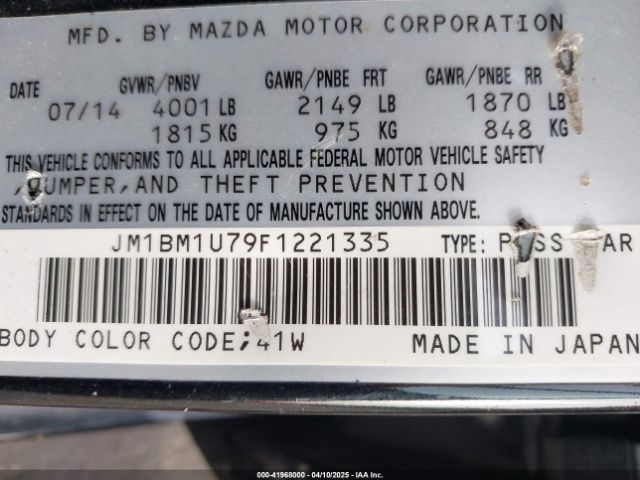 MFD. BY MAZDA MOTOR CORPORATION
DATE GVWR/PNBV GAWR/PNBE FRT GAWR/PNBE RR
07/14 4001 LB 2149 LB 1870 LB
1815 KG 975 KG 848 KG
THIS VEHICLE CONFORMS TO ALL APPLICABLE FEDERAL MOTOR VEHICLE SAFETY
,BUMPER,AND THEFT PREVENTION
STANDARDS IN EFFECT ON THE DATE OF MANUFACTURE SHOWN ABOVE.
JM1BM1U79F1221335 TYPE: PASS CAR
BODY COLOR CODE;41W MADE IN JAPAN
000-41968000 - 04/10/2025 - IAA Inc.